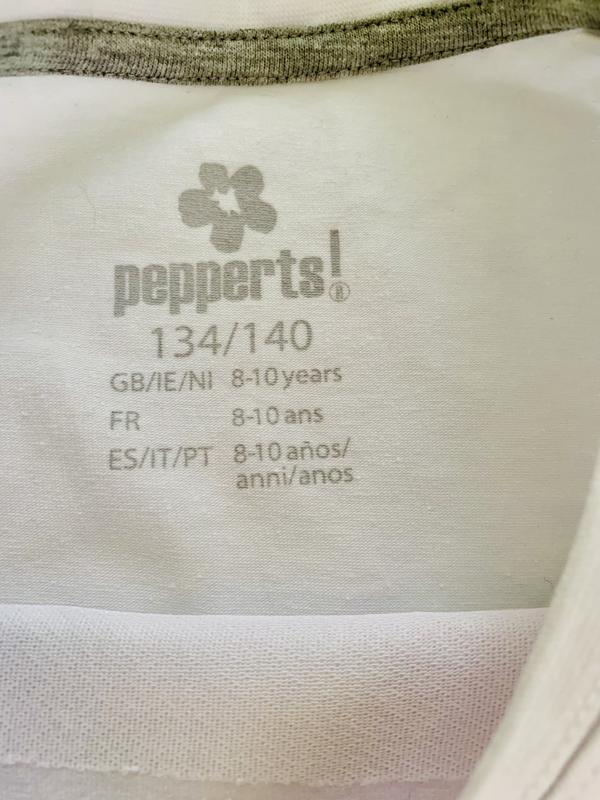 pepperts!®
134/140
GB/IE/NI 8-10 years
FR 8-10 ans
ES/IT/PT 8-10 años/
anni/anos